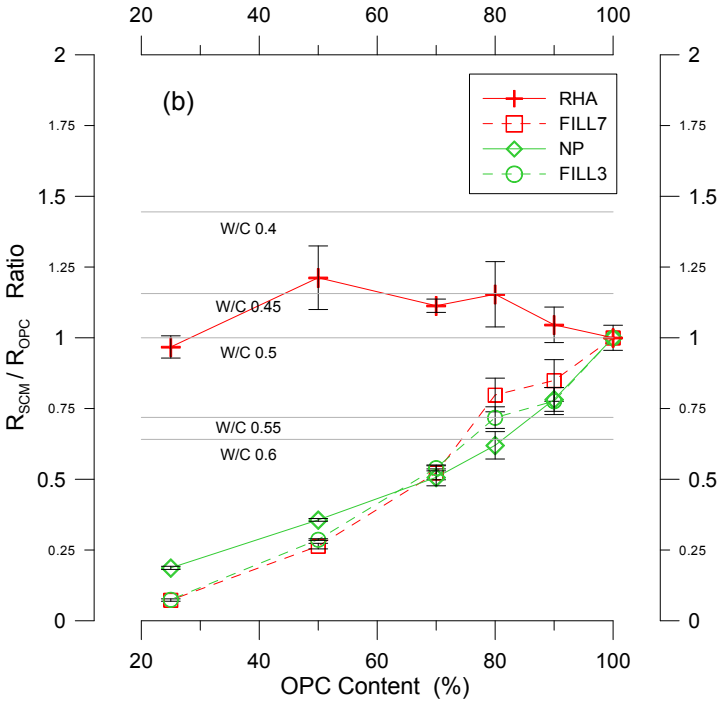 20 40 60 80 100
2 2
(b)
RHA
FILL7
NP
FILL3
1.75 1.75
1.5 1.5
W/C 0.4
1.25 1.25
W/C 0.45
1 1
W/C 0.5
0.75 0.75
W/C 0.55
W/C 0.6
0.5 0.5
0.25 0.25
0 0
R_SCM / R_OPC Ratio
20 40 60 80 100
OPC Content (%)